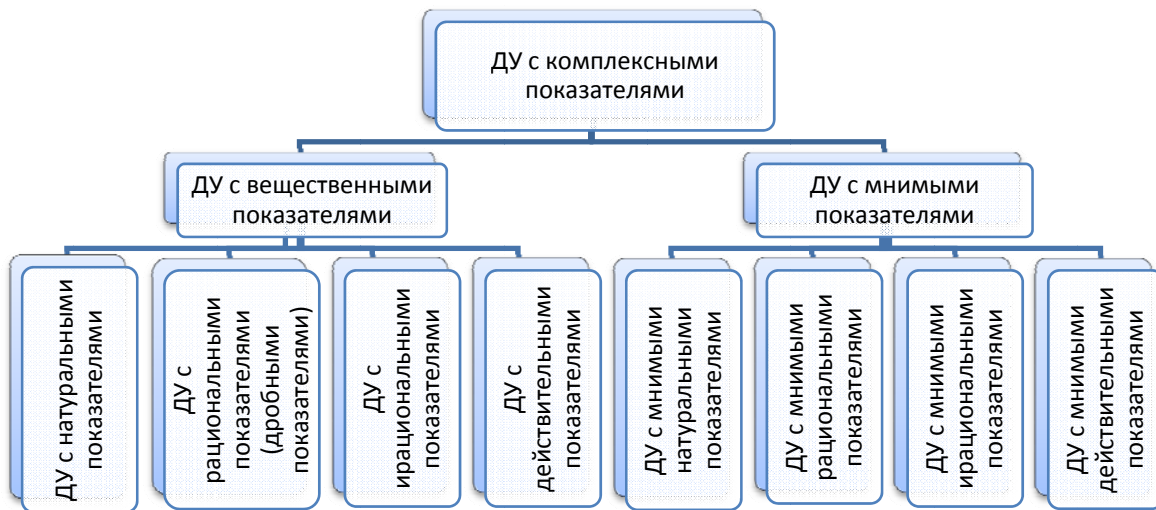 ДУ с комплексными
показателями
ДУ с вещественными
показателями
ДУ с мнимыми
показателями
ДУ с натуральными
показателями
ДУ с
рациональными
показателями
(дробными
показателями)
ДУ с
ирациональными
показателями
ДУ с
действительными
показателями
ДУ с мнимыми
натуральными
показателями
ДУ с мнимыми
рациональными
показателями
ДУ с мнимыми
ирациональными
показателями
ДУ с мнимыми
действительными
показателями